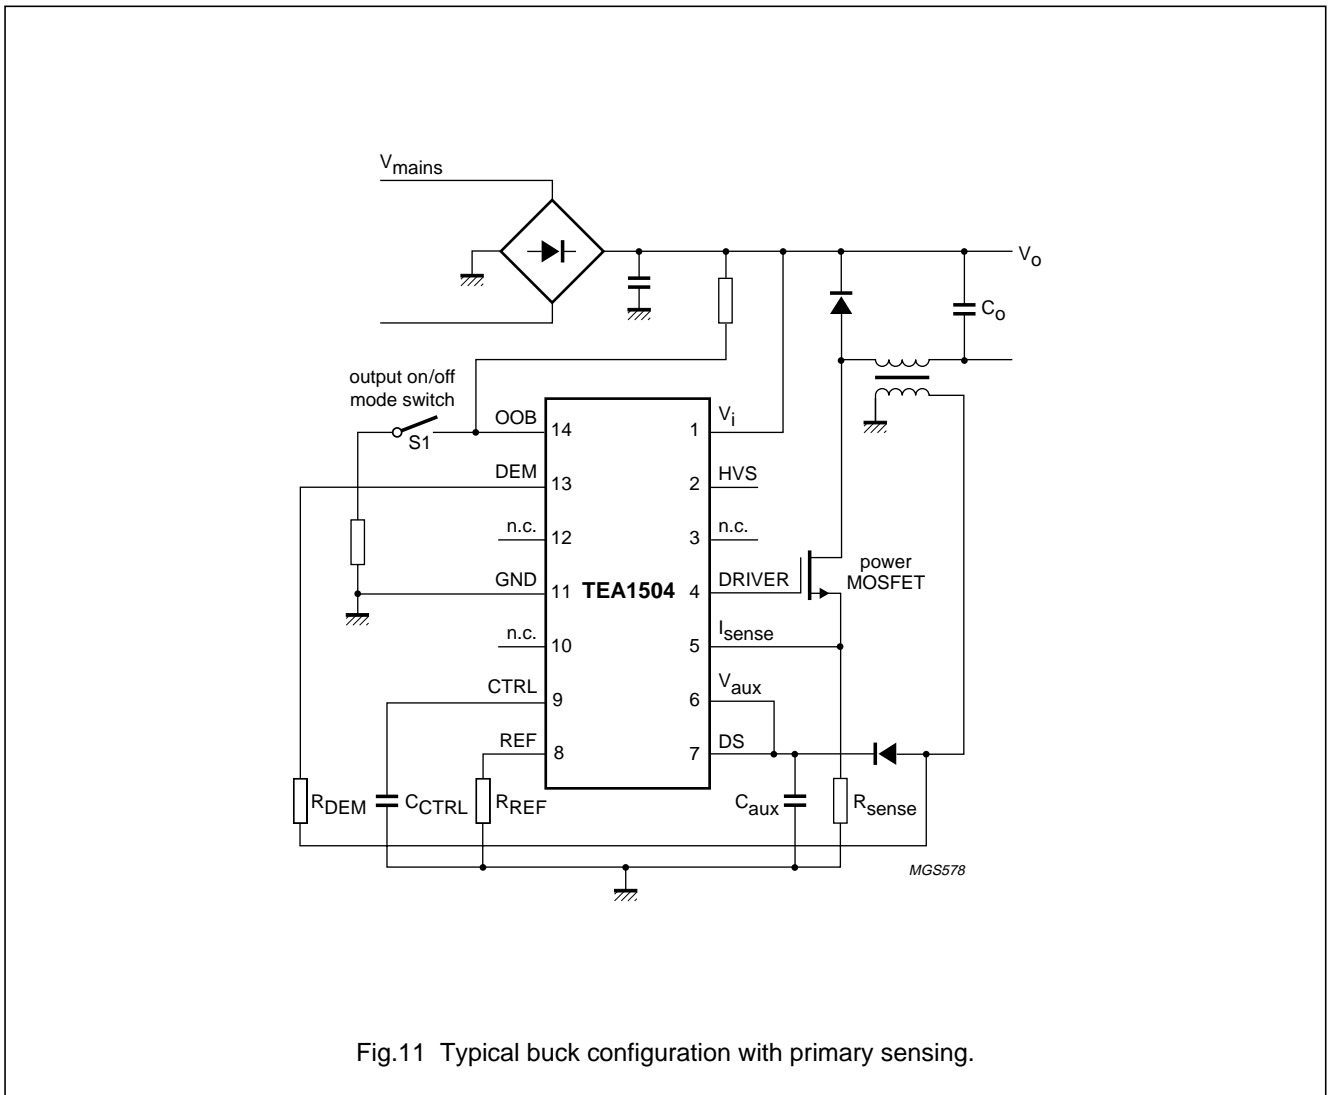 Vmains
Vo
Co
output on/off
mode switch
S1
OOB
14
1
Vi
DEM
13
2
HVS
n.c.
12
3
n.c.
GND
11
TEA1504
4
DRIVER
power
MOSFET
n.c.
10
5
Isense
CTRL
9
6
Vaux
REF
8
7
DS
RDEM
CCTRL
RREF
Caux
Rsense
MGS578
Fig.11 Typical buck configuration with primary sensing.